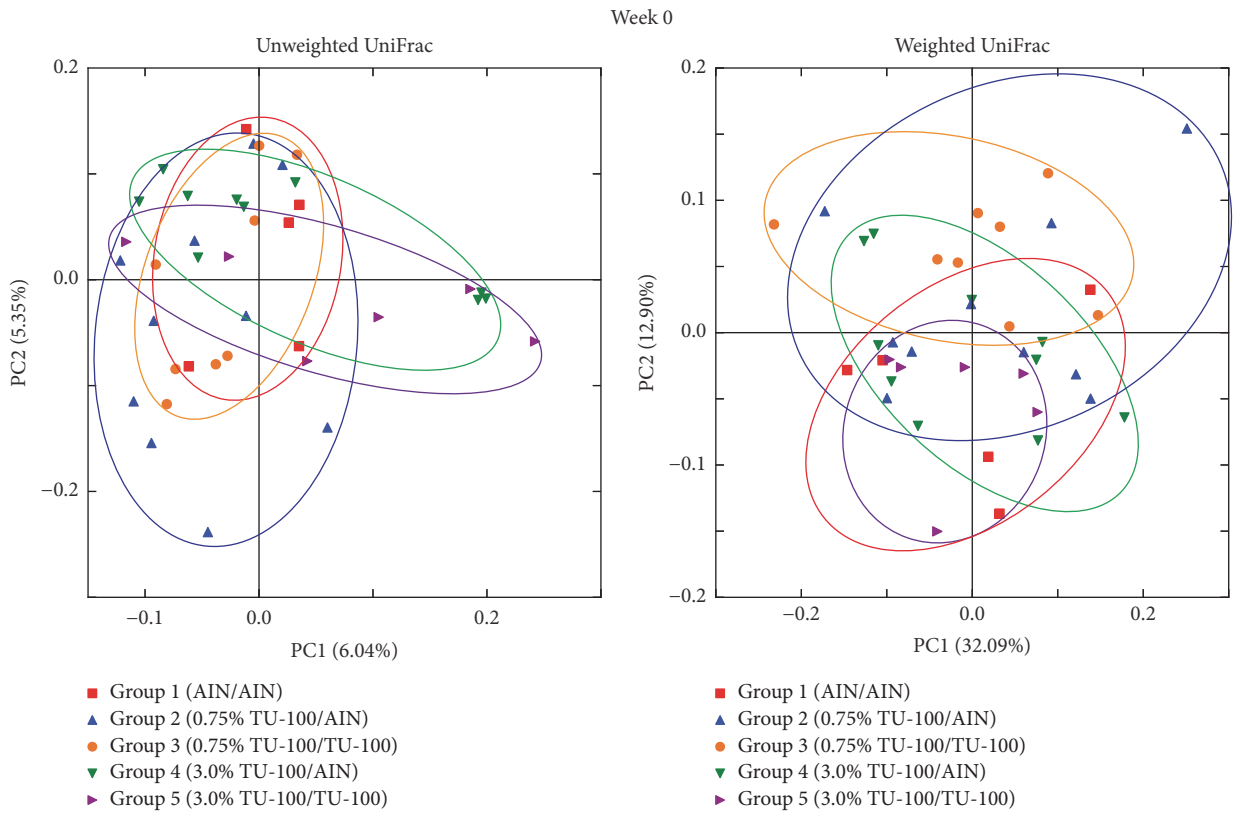 Week 0
Unweighted UniFrac
0.2
0.0
−0.2
PC2 (5.35%)
−0.1
0.0
0.2
PC1 (6.04%)
Group 1 (AIN/AIN)
Group 2 (0.75% TU-100/AIN)
Group 3 (0.75% TU-100/TU-100)
Group 4 (3.0% TU-100/AIN)
Group 5 (3.0% TU-100/TU-100)
Weighted UniFrac
0.2
0.1
0.0
−0.1
−0.2
PC2 (12.90%)
−0.2
0.0
0.2
PC1 (32.09%)
Group 1 (AIN/AIN)
Group 2 (0.75% TU-100/AIN)
Group 3 (0.75% TU-100/TU-100)
Group 4 (3.0% TU-100/AIN)
Group 5 (3.0% TU-100/TU-100)